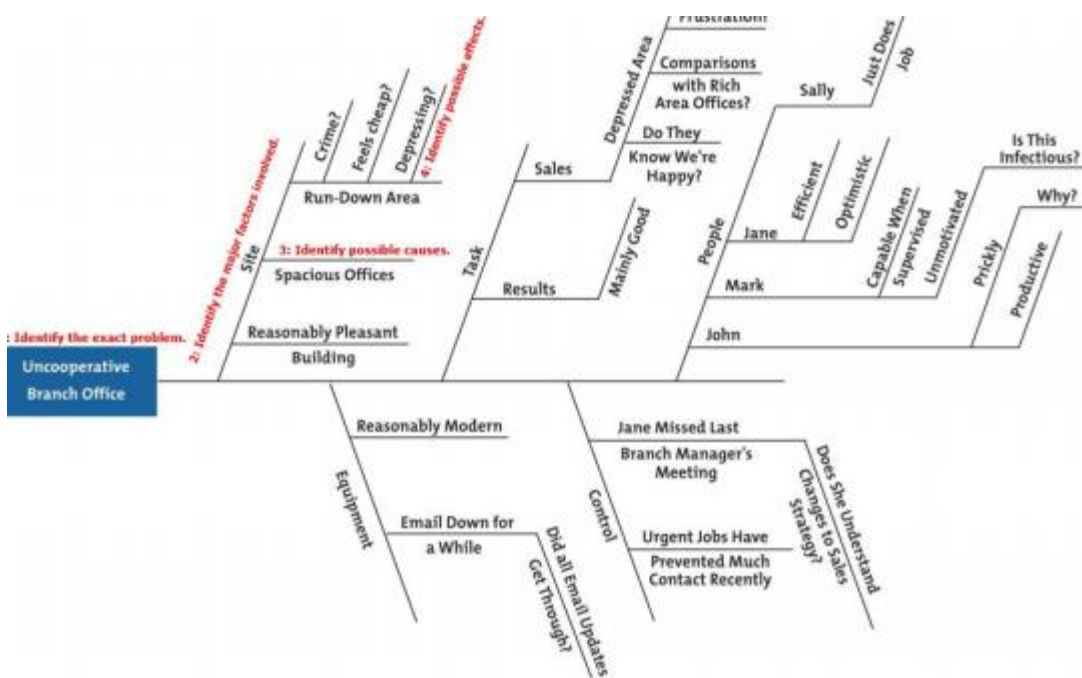 : Identify the exact problem.
Uncooperative
Branch Office
2: Identify the major factors involved.
Site
Crime?
Feels cheap?
Depressing?
4: Identify possible effects.
Run-Down Area
3: Identify possible causes.
Spacious Offices
Reasonably Pleasant
Building
Task
Sales
Depressed Area
Frustration?
Comparisons
with Rich
Area Offices?
Do They
Know We're
Happy?
Results
Mainly Good
People
Sally
Just Does
Job
Jane
Efficient
Optimistic
Mark
Capable When
Supervised
Unmotivated
Is This
Infectious?
John
Prickly
Why?
Productive
Equipment
Reasonably Modern
Email Down for
a While
Did all Email Updates
Get Through?
Control
Jane Missed Last
Branch Manager's
Meeting
Does She Understand
Changes to Sales
Strategy?
Urgent Jobs Have
Prevented Much
Contact Recently